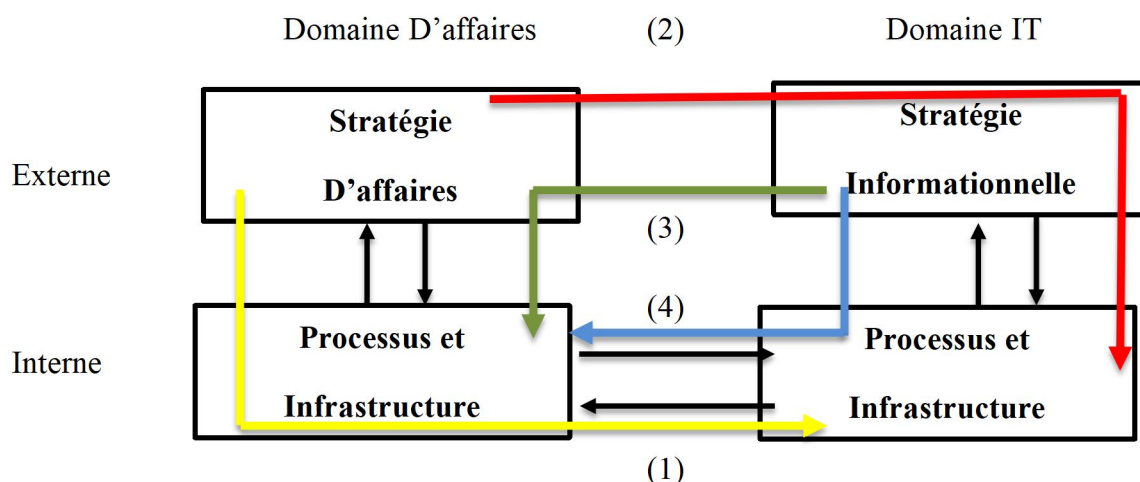 Domaine D'affaires (2) Domaine IT
Stratégie
D'affaires
Stratégie
Informationnelle
Externe
(3)
(4)
Processus et
Infrastructure
Processus et
Infrastructure
Interne
(1)